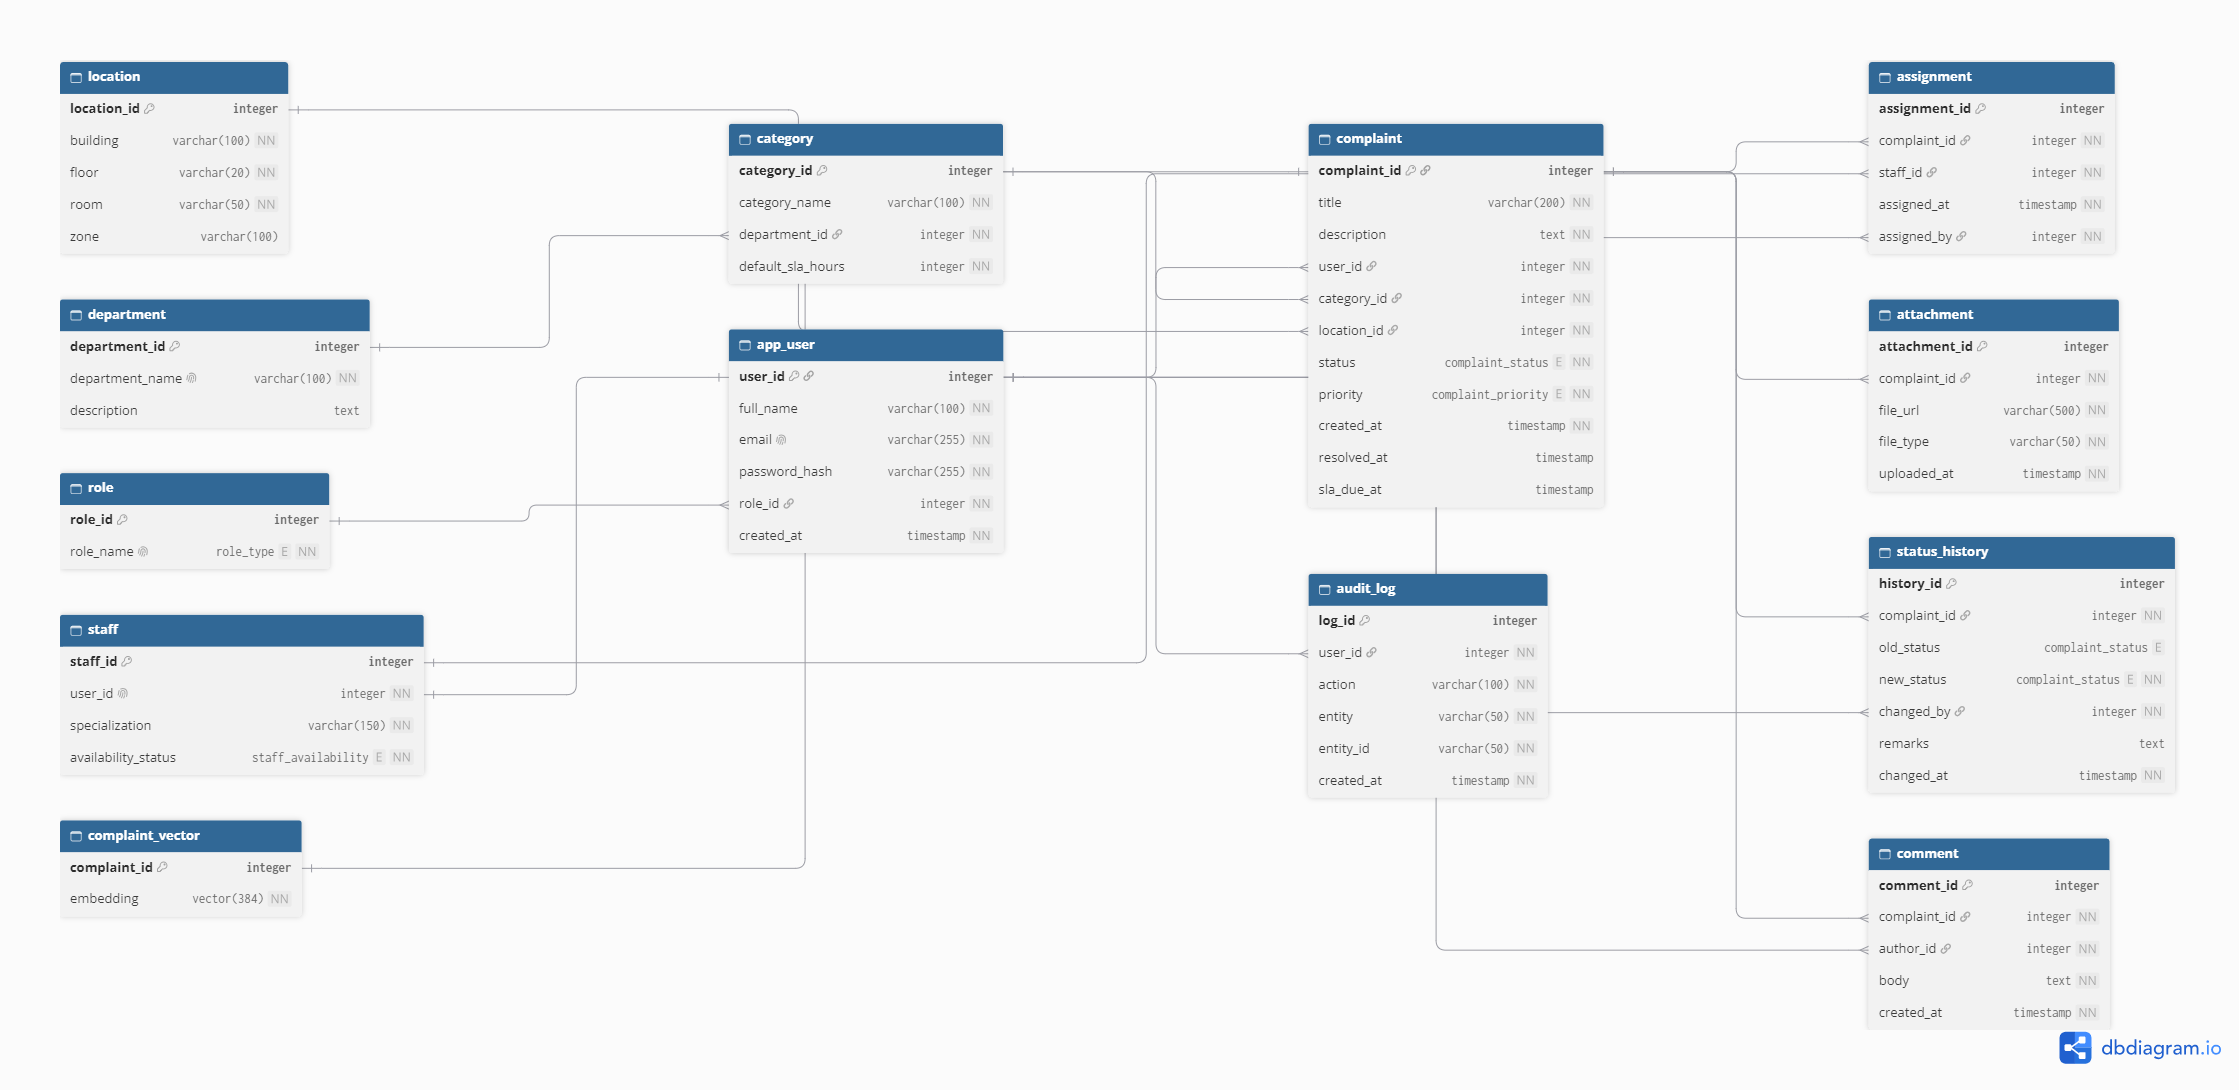 location
location_id integer
building varchar(100) NN
floor varchar(20) NN
room varchar(50) NN
zone varchar(100)
department
department_id integer
department_name varchar(100) NN
description text
role
role_id integer
role_name role_type E NN
staff
staff_id integer
user_id integer NN
specialization varchar(150) NN
availability_status staff_availability E NN
complaint_vector
complaint_id integer
embedding vector(384) NN
category
category_id integer
category_name varchar(100) NN
department_id integer NN
default_sla_hours integer NN
app_user
user_id integer
full_name varchar(100) NN
email varchar(255) NN
password_hash varchar(255) NN
role_id integer NN
created_at timestamp NN
complaint
complaint_id integer
title varchar(200) NN
description text NN
user_id integer NN
category_id integer NN
location_id integer NN
status complaint_status E NN
priority complaint_priority E NN
created_at timestamp NN
resolved_at timestamp
sla_due_at timestamp
audit_log
log_id integer
user_id integer NN
action varchar(100) NN
entity varchar(50) NN
entity_id varchar(50) NN
created_at timestamp NN
assignment
assignment_id integer
complaint_id integer NN
staff_id integer NN
assigned_at timestamp NN
assigned_by integer NN
attachment
attachment_id integer
complaint_id integer NN
file_url varchar(500) NN
file_type varchar(50) NN
uploaded_at timestamp NN
status_history
history_id integer
complaint_id integer NN
old_status complaint_status E
new_status complaint_status E NN
changed_by integer NN
remarks text
changed_at timestamp NN
comment
comment_id integer
complaint_id integer NN
author_id integer NN
body text NN
created_at timestamp NN
dbdiagram.io